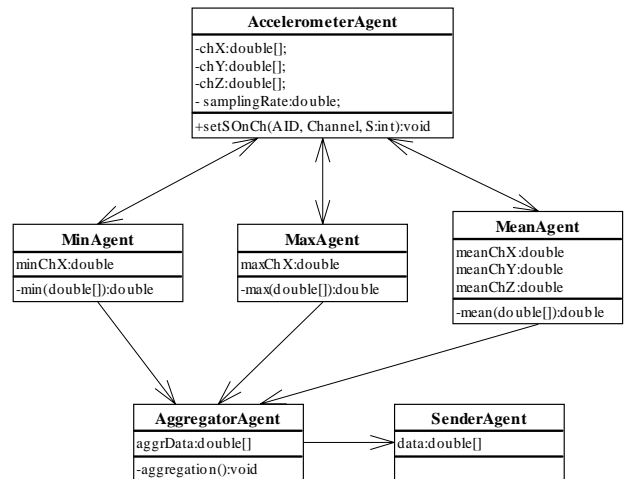 AccelerometerAgent
-chX:double[];
-chY:double[];
-chZ:double[];
- samplingRate:double;
+setSOnCh(AID, Channel, S:int):void
MinAgent
minChX:double
-min(double[]):double
MaxAgent
maxChX:double
-max(double[]):double
MeanAgent
meanChX:double
meanChY:double
meanChZ:double
-mean(double[]):double
AggregatorAgent
aggrData:double[]
-aggregation():void
SenderAgent
data:double[]